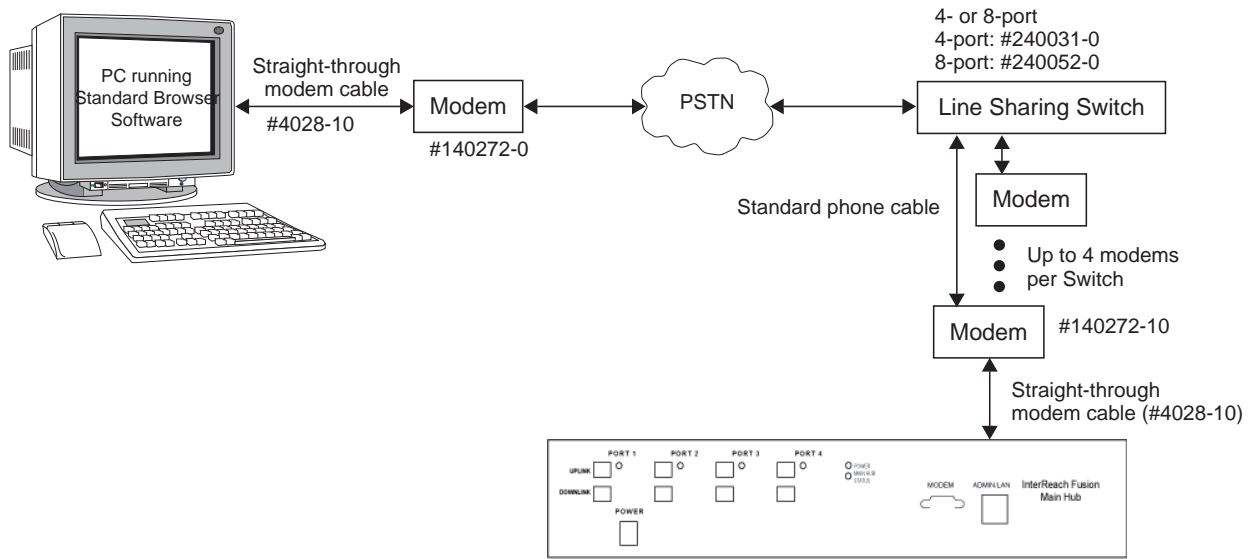 4- or 8-port
4-port: #240031-0
8-port: #240052-0
PC running
Standard Browser
Software
Straight-through
modem cable
#4028-10
Modem
#140272-0
PSTN
Line Sharing Switch
Standard phone cable
Modem
Up to 4 modems
per Switch
Modem
#140272-10
Straight-through
modem cable (#4028-10)
PORT 1 PORT 2 PORT 3 PORT 4
UPLINK
DOWNLINK
POWER
POWER
MAIN HUB
STATUS
MODEM
ADMIN/LAN
InterReach Fusion
Main Hub